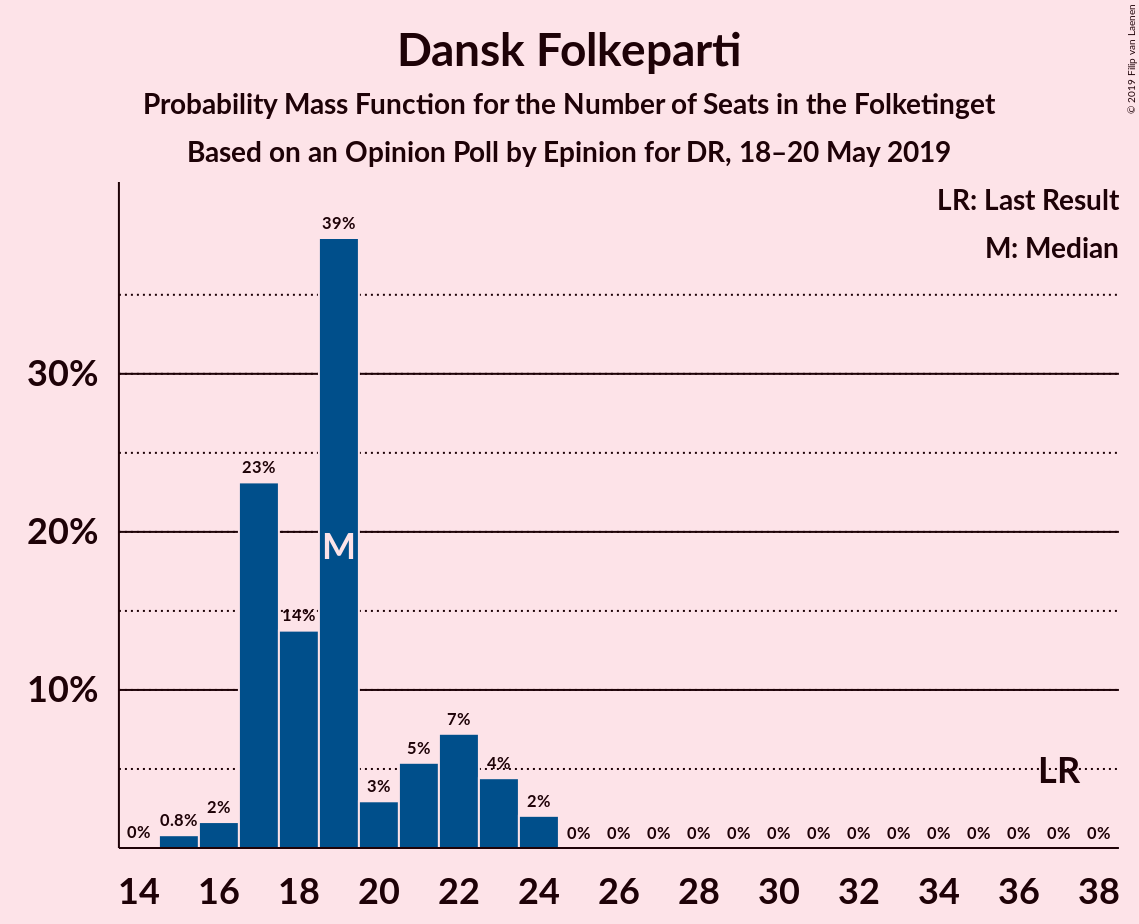 Dansk Folkeparti
Probability Mass Function for the Number of Seats in the Folketinget
Based on an Opinion Poll by Epinion for DR, 18–20 May 2019
© 2019 Filip van Laenen
LR: Last Result
M: Median
39%
30%
23%
20%
M
14%
10%
7%
5%
4%
LR
3%
2%
2%
0.8%
0% 0% 0% 0% 0% 0% 0% 0% 0% 0% 0% 0% 0% 0% 0%
14 16 18 20 22 24 26 28 30 32 34 36 38